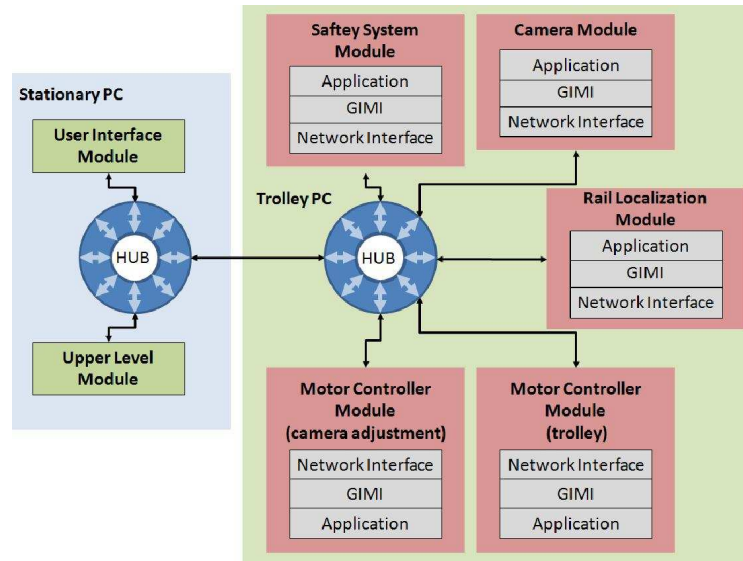 Stationary PC
User Interface
Module
HUB
Upper Level
Module
Trolley PC
HUB
Saftey System
Module
Application
GIMI
Network Interface
Camera Module
Application
GIMI
Network Interface
Rail Localization
Module
Application
GIMI
Network Interface
Motor Controller
Module
(camera adjustment)
Network Interface
GIMI
Application
Motor Controller
Module
(trolley)
Network Interface
GIMI
Application